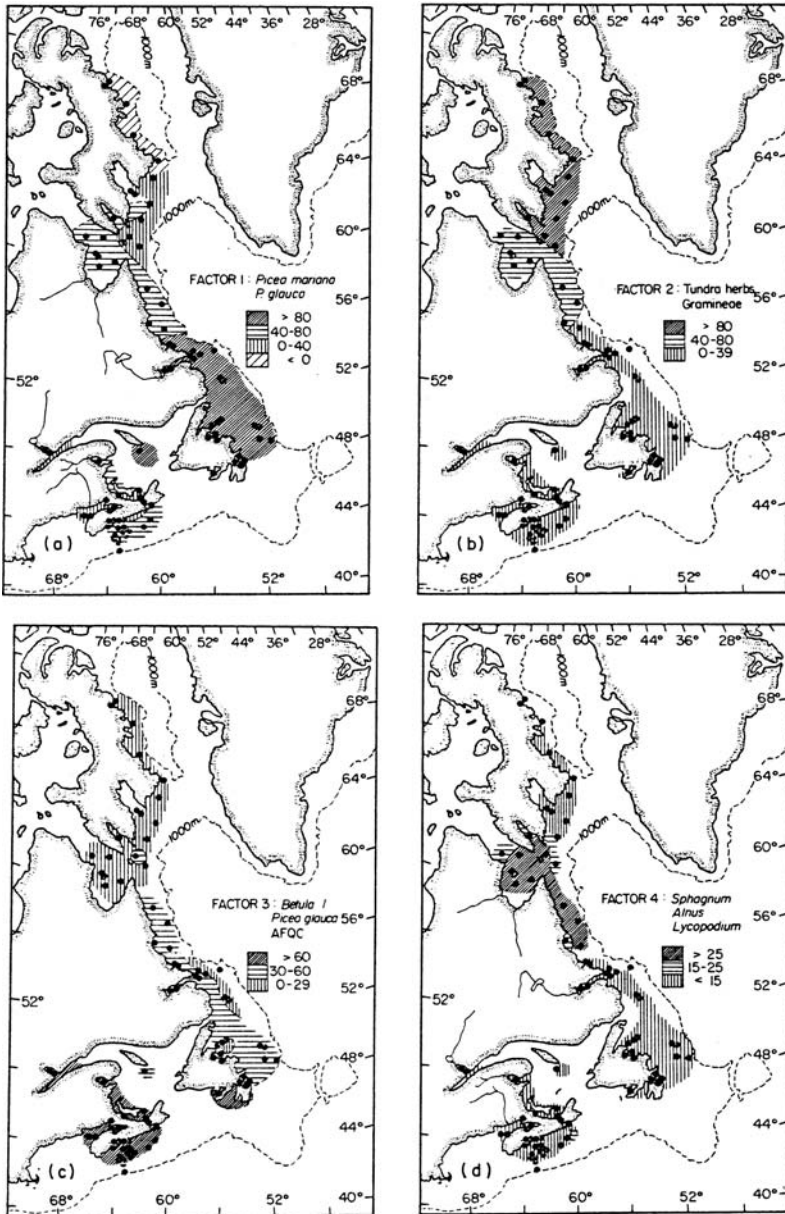 76° 68° 60° 52° 44° 36° 28°
1000m
68°
64°
60°
1000m
FACTOR 1 : Picea mariana
P. glauca
56°
> 80
40-80
0-40
< 0
52°
52°
48°
44°
(a)
40°
68° 60° 52°
76° 68° 60° 52° 44° 36° 28°
1000m
68°
64°
60°
1000m
FACTOR 2 : Tundra herbs
Gramineae
56°
> 80
40-80
0-39
52°
52°
48°
44°
(b)
40°
68° 60° 52°
76° 68° 60° 52° 44° 36° 28°
1000m
68°
64°
60°
1000m
FACTOR 3 : Betula /
Picea glauca
AFQC
56°
> 60
30-60
0-29
52°
52°
48°
44°
(c)
40°
68° 60° 52°
76° 68° 60° 52° 44° 36° 28°
1000m
68°
64°
60°
1000m
FACTOR 4 : Sphagnum
Alnus
Lycopodium
56°
> 25
15-25
< 15
52°
52°
48°
44°
(d)
40°
68° 60° 52°